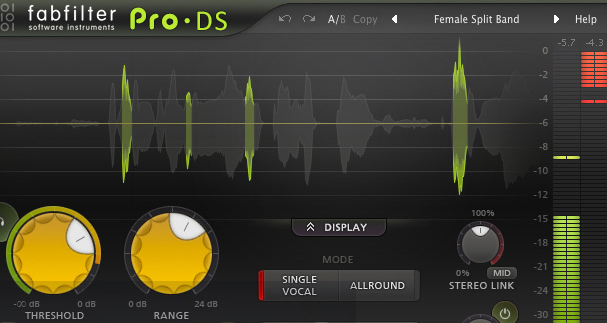 fabfilter
software instruments
Pro·DS
A/B Copy
Female Split Band
Help
-5.7 -4.3
0
-2
-4
-6
-8
-10
-12
-15
-18
-21
-24
-27
-30
DISPLAY
MODE
SINGLE VOCAL
ALLROUND
-∞ dB 0 dB
THRESHOLD
0 dB 24 dB
RANGE
100%
0% MID
STEREO LINK